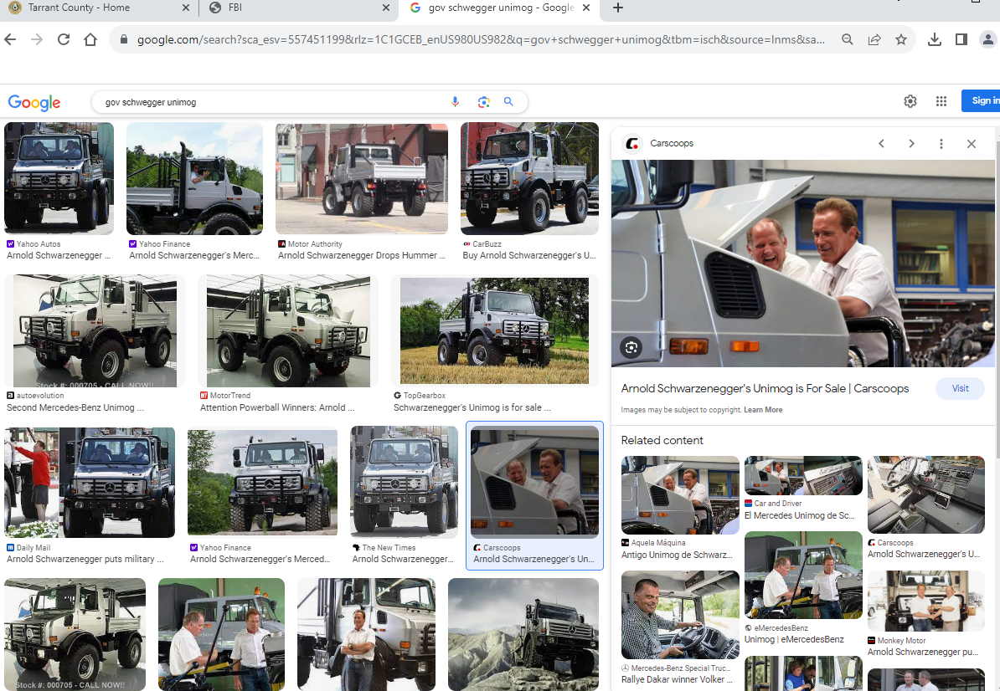 Tarrant County - Home
FBI
gov schwegger unimog - Google
google.com/search?sca_esv=557451199&rlz=1C1GCEB_enUS980US982&q=gov+schwegger+unimog&tbm=isch&source=lnms&sa...
Google
gov schwegger unimog
Sign in
Yahoo Autos
Arnold Schwarzenegger ...
Yahoo Finance
Arnold Schwarzenegger's Merc...
Motor Authority
Arnold Schwarzenegger Drops Hummer ...
CarBuzz
Buy Arnold Schwarzenegger's U...
Stock #: 000705 - CALL NOW!!
autoevolution
Second Mercedes-Benz Unimog ...
MotorTrend
Attention Powerball Winners: Arnold ...
TopGearbox
Schwarzenegger's Unimog is for sale ...
Daily Mail
Arnold Schwarzenegger puts military ...
Yahoo Finance
Arnold Schwarzenegger's Merced...
The New Times
Arnold Schwarzenegger...
Carscoops
Arnold Schwarzenegger's Un...
Stock #: 000705 - CALL NOW!!
Carscoops
Arnold Schwarzenegger's Unimog is For Sale | Carscoops
Visit
Images may be subject to copyright. Learn More
Related content
Aquela Máquina
Antigo Unimog de Schwarz...
Car and Driver
El Mercedes Unimog de Sc...
Carscoops
Arnold Schwarzenegger's U...
eMercedesBenz
Unimog | eMercedesBenz
Monkey Motor
Arnold Schwarzenegger pu...
Mercedes-Benz Special Truc...
Rallye Dakar winner Volker ...